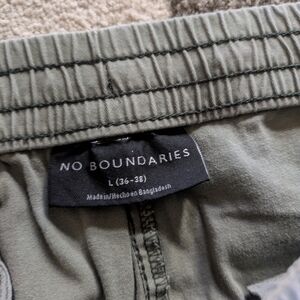 NO BOUNDARIES
L (36-38)
Made in/Hecho en Bangladesh